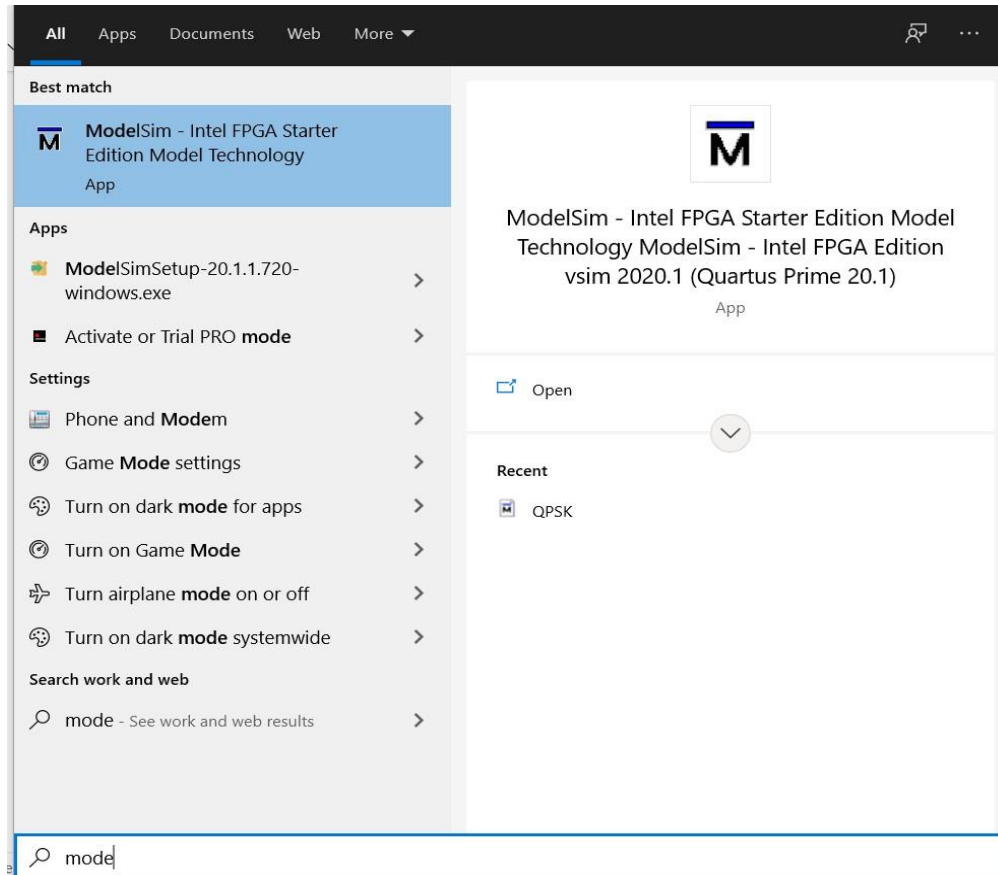 All Apps Documents Web More
Best match
ModelSim - Intel FPGA Starter
Edition Model Technology
App
Apps
ModelSimSetup-20.1.1.720-
windows.exe
Activate or Trial PRO mode
Settings
Phone and Modem
Game Mode settings
Turn on dark mode for apps
Turn on Game Mode
Turn airplane mode on or off
Turn on dark mode systemwide
Search work and web
mode - See work and web results
M
ModelSim - Intel FPGA Starter Edition Model
Technology ModelSim - Intel FPGA Edition
vsim 2020.1 (Quartus Prime 20.1)
App
Open
Recent
QPSK
mode